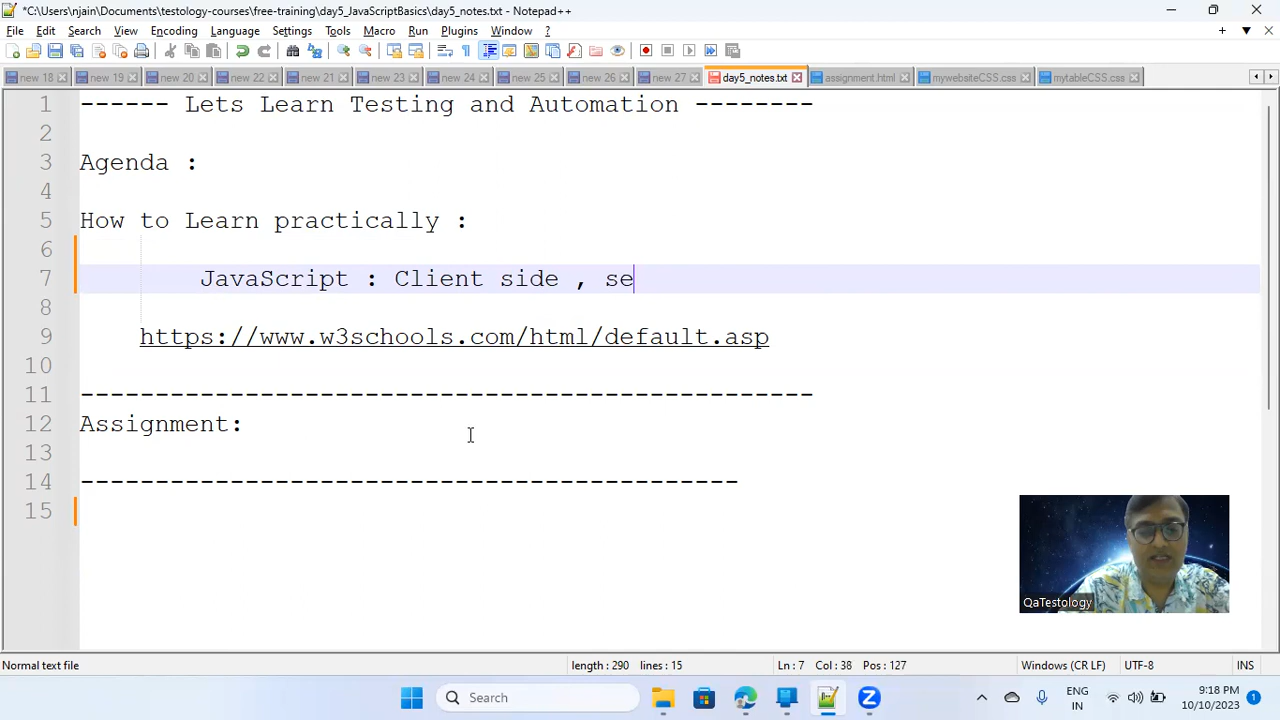 *C:\Users\njain\Documents\testology-courses\free-training\day5_JavaScriptBasics\day5_notes.txt - Notepad++
File Edit Search View Encoding Language Settings Tools Macro Run Plugins Window ?
new 18 new 19 new 20 new 22 new 21 new 23 new 24 new 25 new 26 new 27 day5_notes.txt assignment.html mywebsiteCSS.css mytableCSS.css
1 ------ Lets Learn Testing and Automation --------
2
3 Agenda :
4
5 How to Learn practically :
6
7 JavaScript : Client side , se
8
9 https://www.w3schools.com/html/default.asp
10
11 -------------------------------------------------
12 Assignment:
13
14 --------------------------------------------
15
QaTestology
Normal text file length : 290 lines : 15 Ln : 7 Col : 38 Pos : 127 Windows (CR LF) UTF-8 INS
Search
ENG
IN
9:18 PM
10/10/2023
1